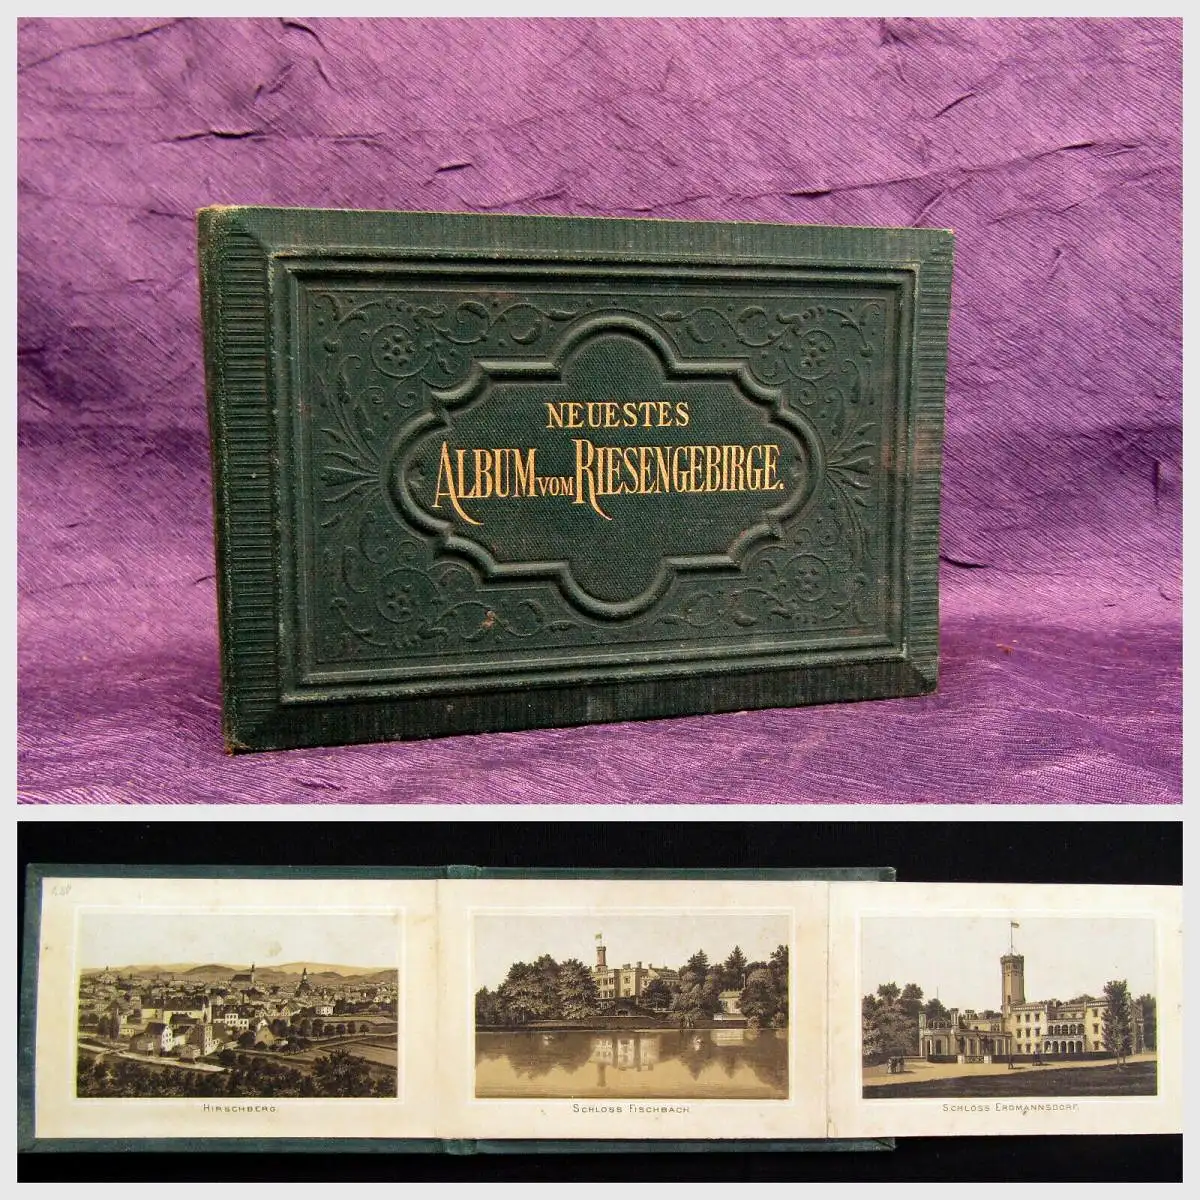 NEUESTES
ALBUM VOM RIESENGEBIRGE.
HIRSCHBERG.
SCHLOSS FISCHBACH.
SCHLOSS ERDMANNSDORF.